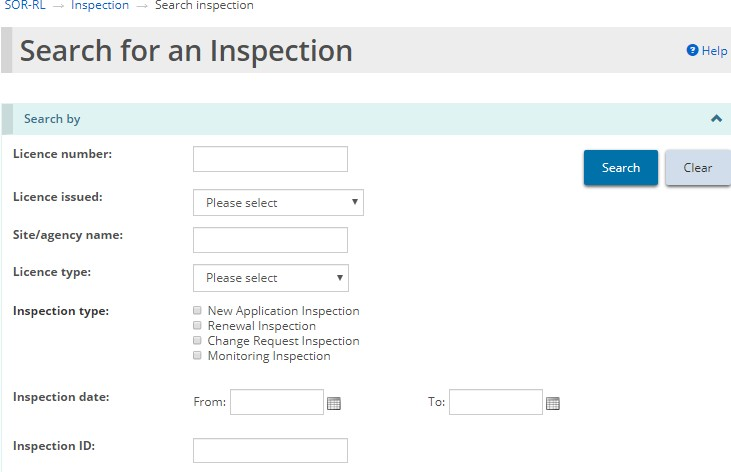 SOR-RL → Inspection → Search inspection
Search for an Inspection
Help
Search by
Licence number:
Search Clear
Licence issued: Please select
Site/agency name:
Licence type: Please select
Inspection type: New Application Inspection
Renewal Inspection
Change Request Inspection
Monitoring Inspection
Inspection date: From: To:
Inspection ID: